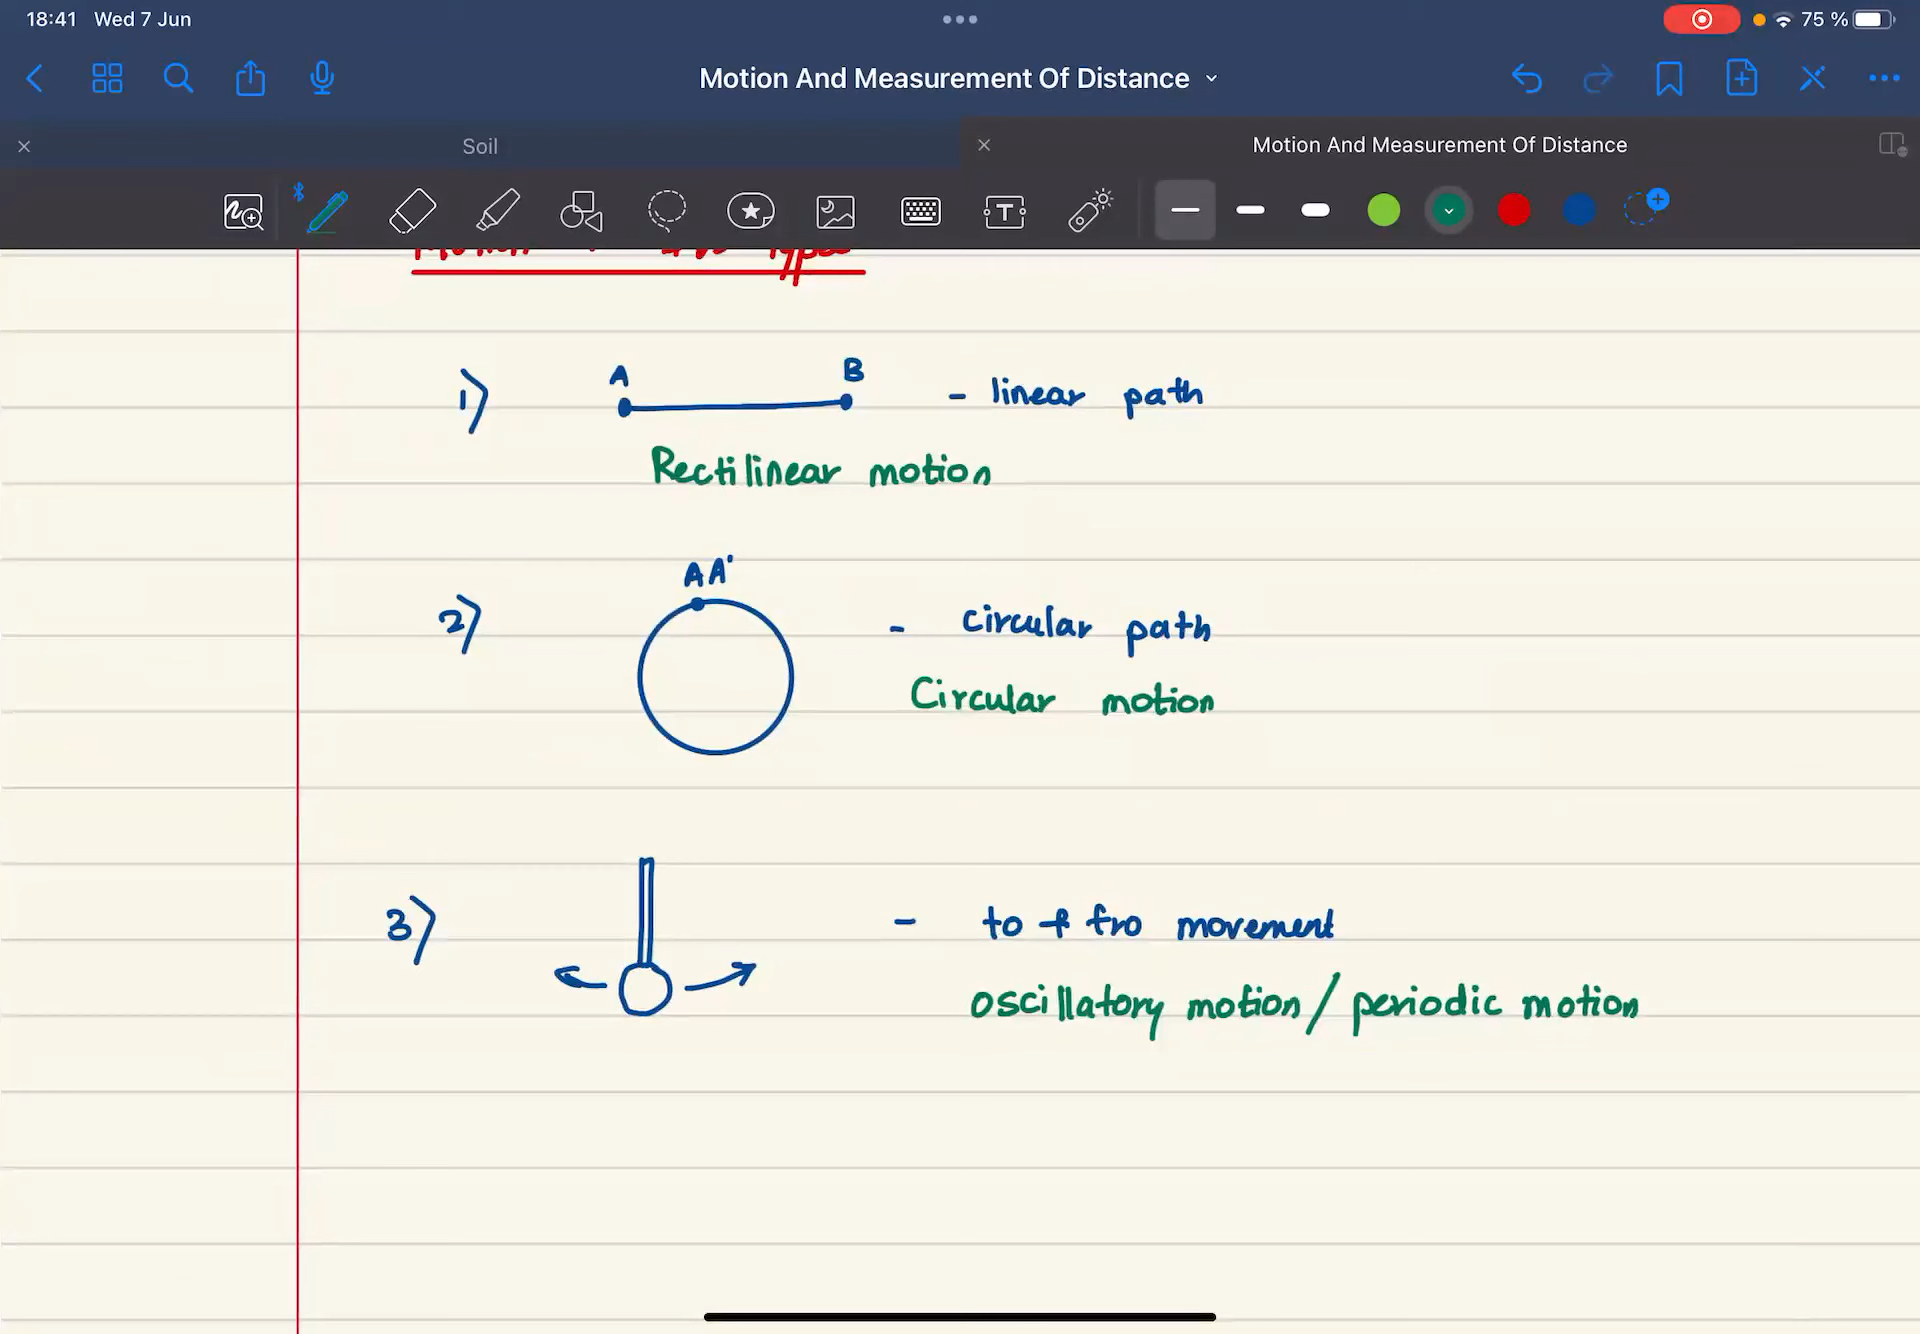 18:41 Wed 7 Jun
75 %
Motion And Measurement Of Distance
Soil
Motion And Measurement Of Distance
T
1)
A B
- linear path
Rectilinear motion
2)
A A'
- Circular path
Circular motion
3)
- to & fro movement
oscillatory motion / periodic motion